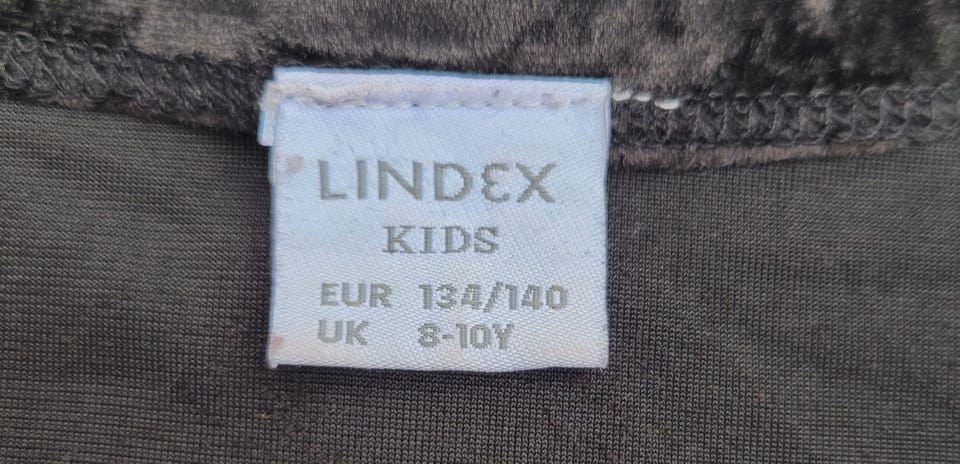 LINDEX
KIDS
EUR 134/140
UK 8-10Y